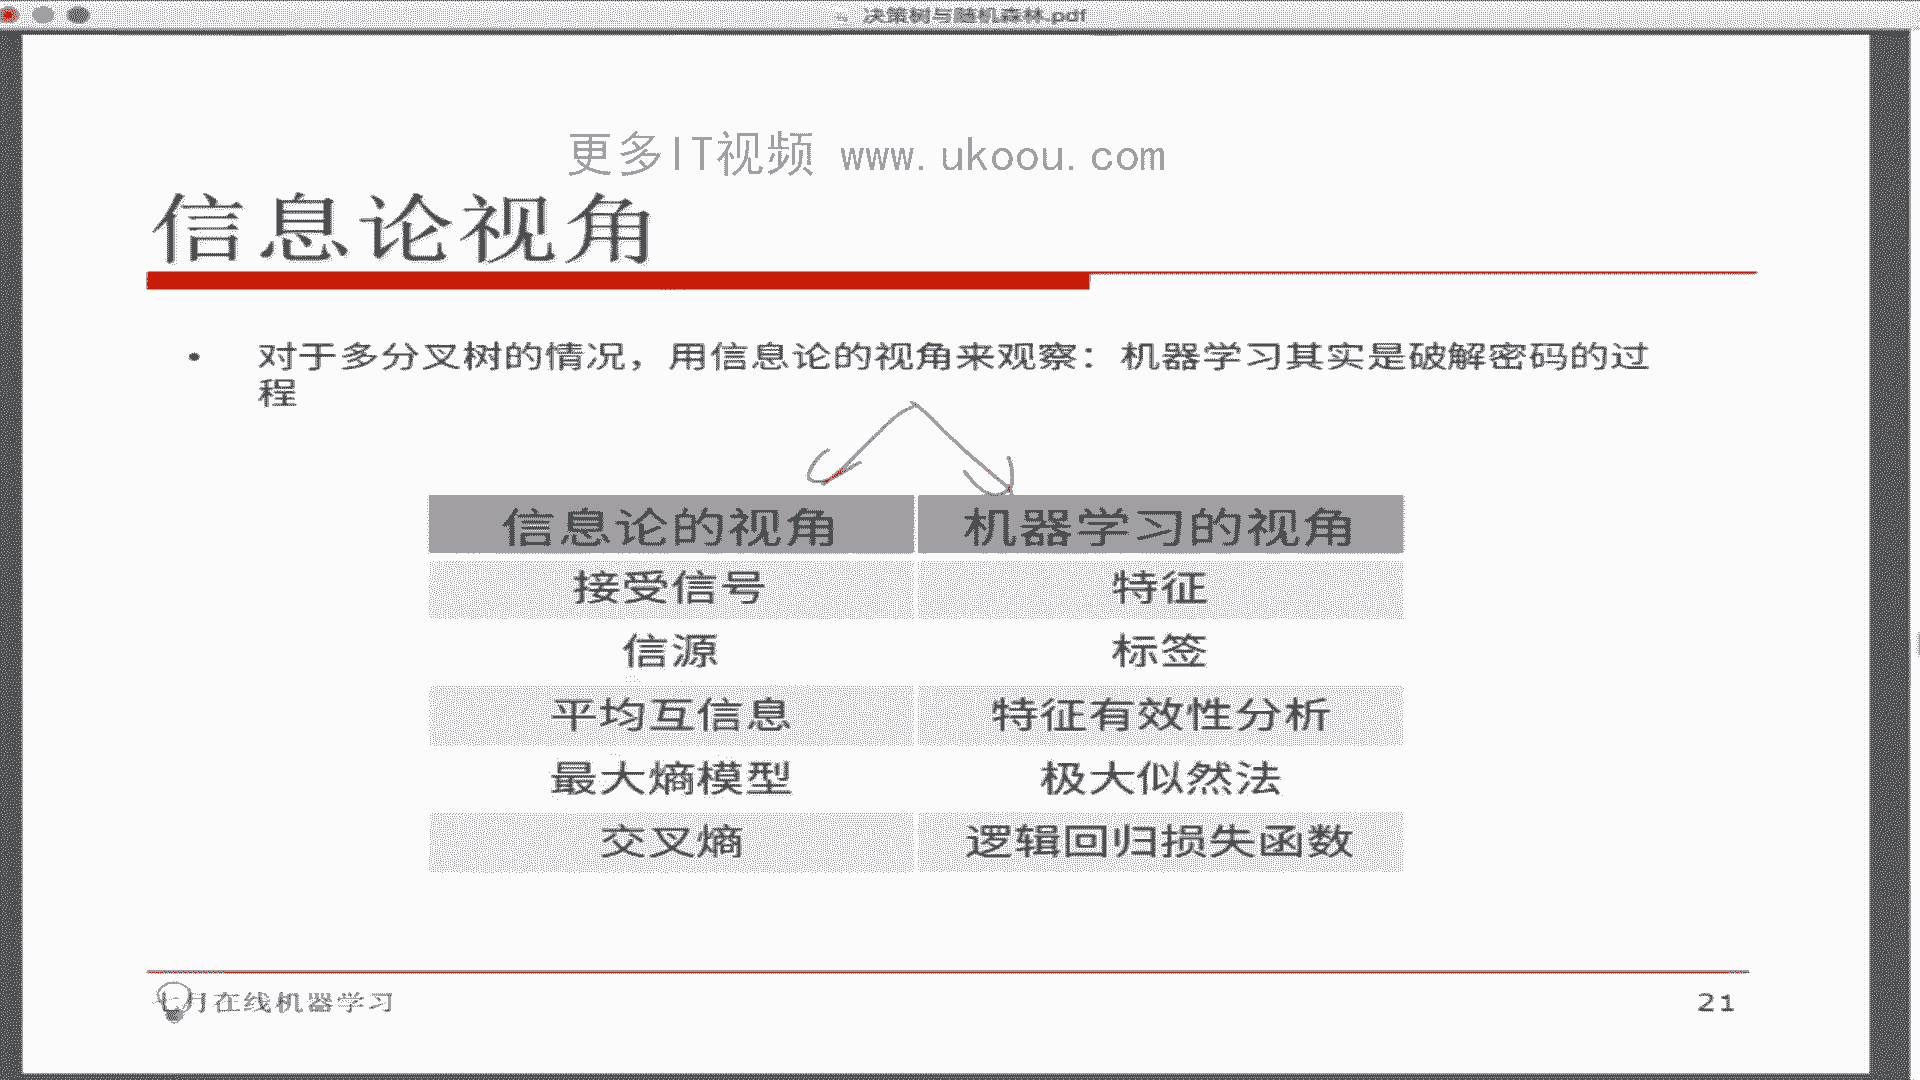 决策树与随机森林.pdf
更多IT视频 www.ukoou.com
信息论视角
• 对于多分叉树的情况，用信息论的视角来观察：机器学习其实是破解密码的过
程
信息论的视角 机器学习的视角
接受信号 特征
信源 标签
平均互信息 特征有效性分析
最大熵模型 极大似然法
交叉熵 逻辑回归损失函数
七月在线机器学习 21